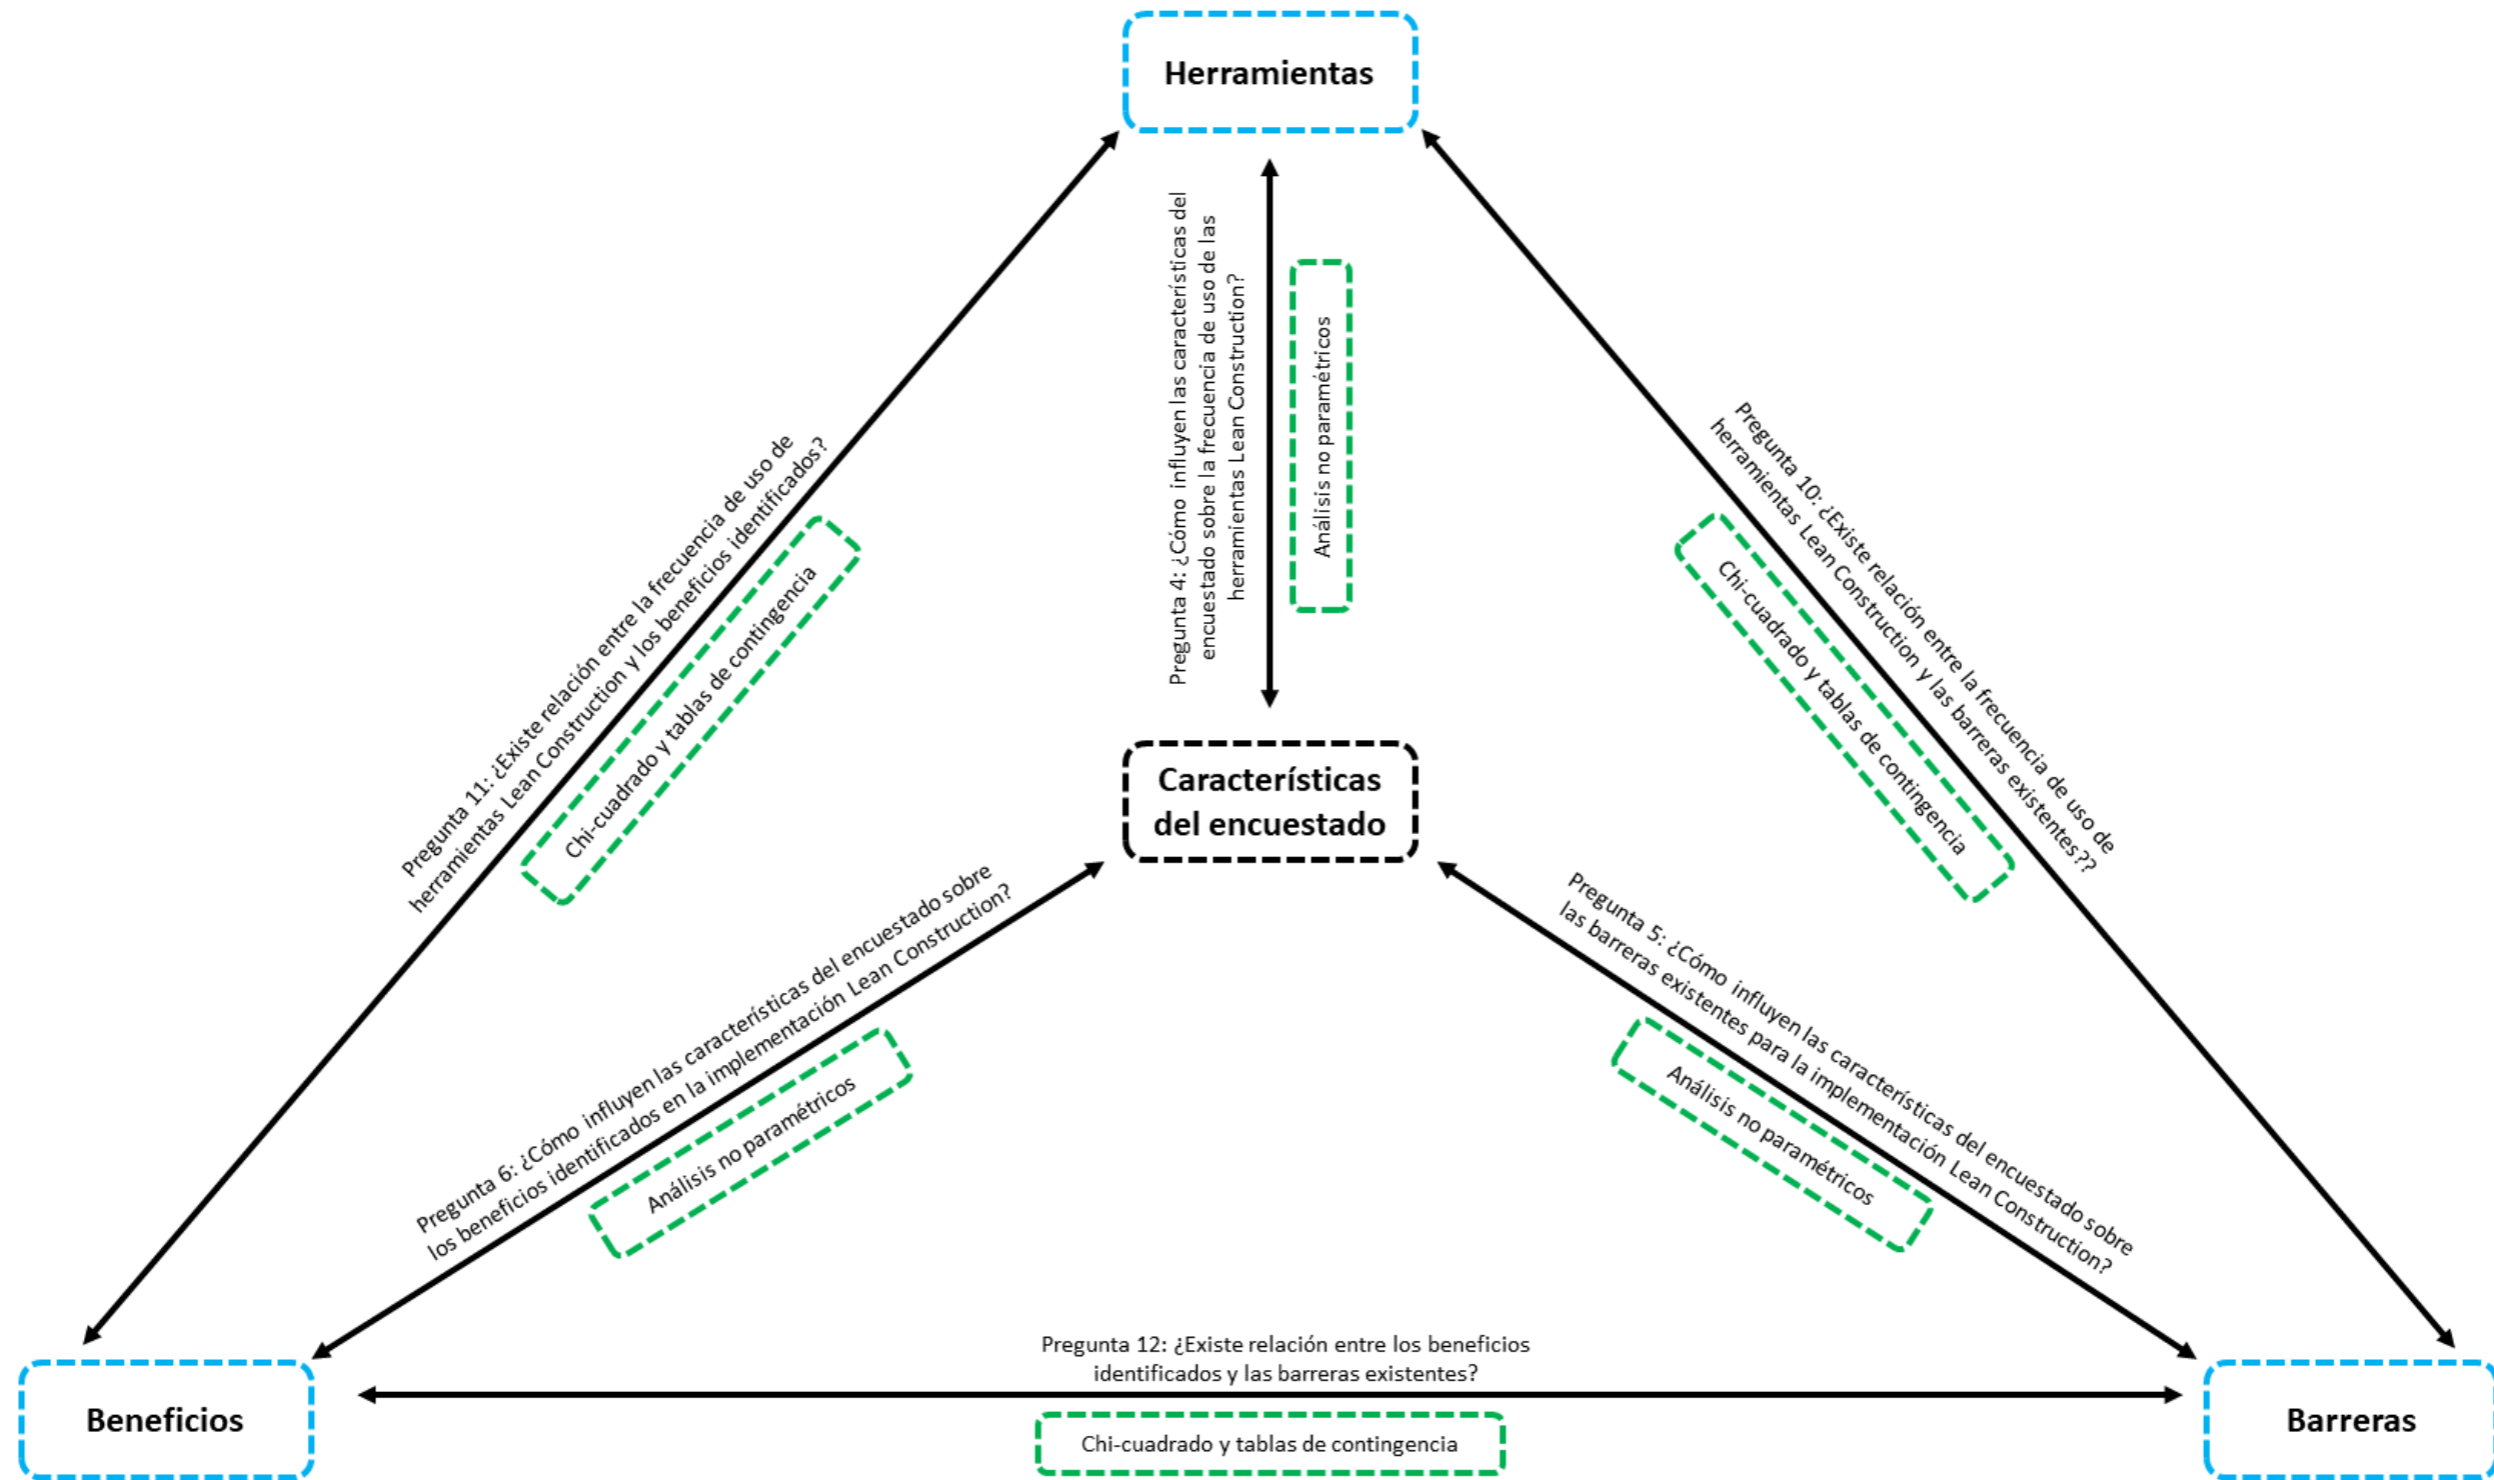 Herramientas
Pregunta 4: ¿Cómo influyen las características del
encuestado sobre la frecuencia de uso de las
herramientas Lean Construction?
Análisis no paramétricos
Pregunta 11: ¿Existe relación entre la frecuencia de uso de
herramientas Lean Construction y los beneficios identificados?
Chi-cuadrado y tablas de contingencia
Pregunta 10: ¿Existe relación entre la frecuencia de uso de
herramientas Lean Construction y las barreras existentes??
Chi-cuadrado y tablas de contingencia
Características
del encuestado
Pregunta 6: ¿Cómo influyen las características del encuestado sobre
los beneficios identificados en la implementación Lean Construction?
Análisis no paramétricos
Pregunta 5: ¿Cómo influyen las características del encuestado sobre
las barreras existentes para la implementación Lean Construction?
Análisis no paramétricos
Pregunta 12: ¿Existe relación entre los beneficios
identificados y las barreras existentes?
Chi-cuadrado y tablas de contingencia
Beneficios
Barreras